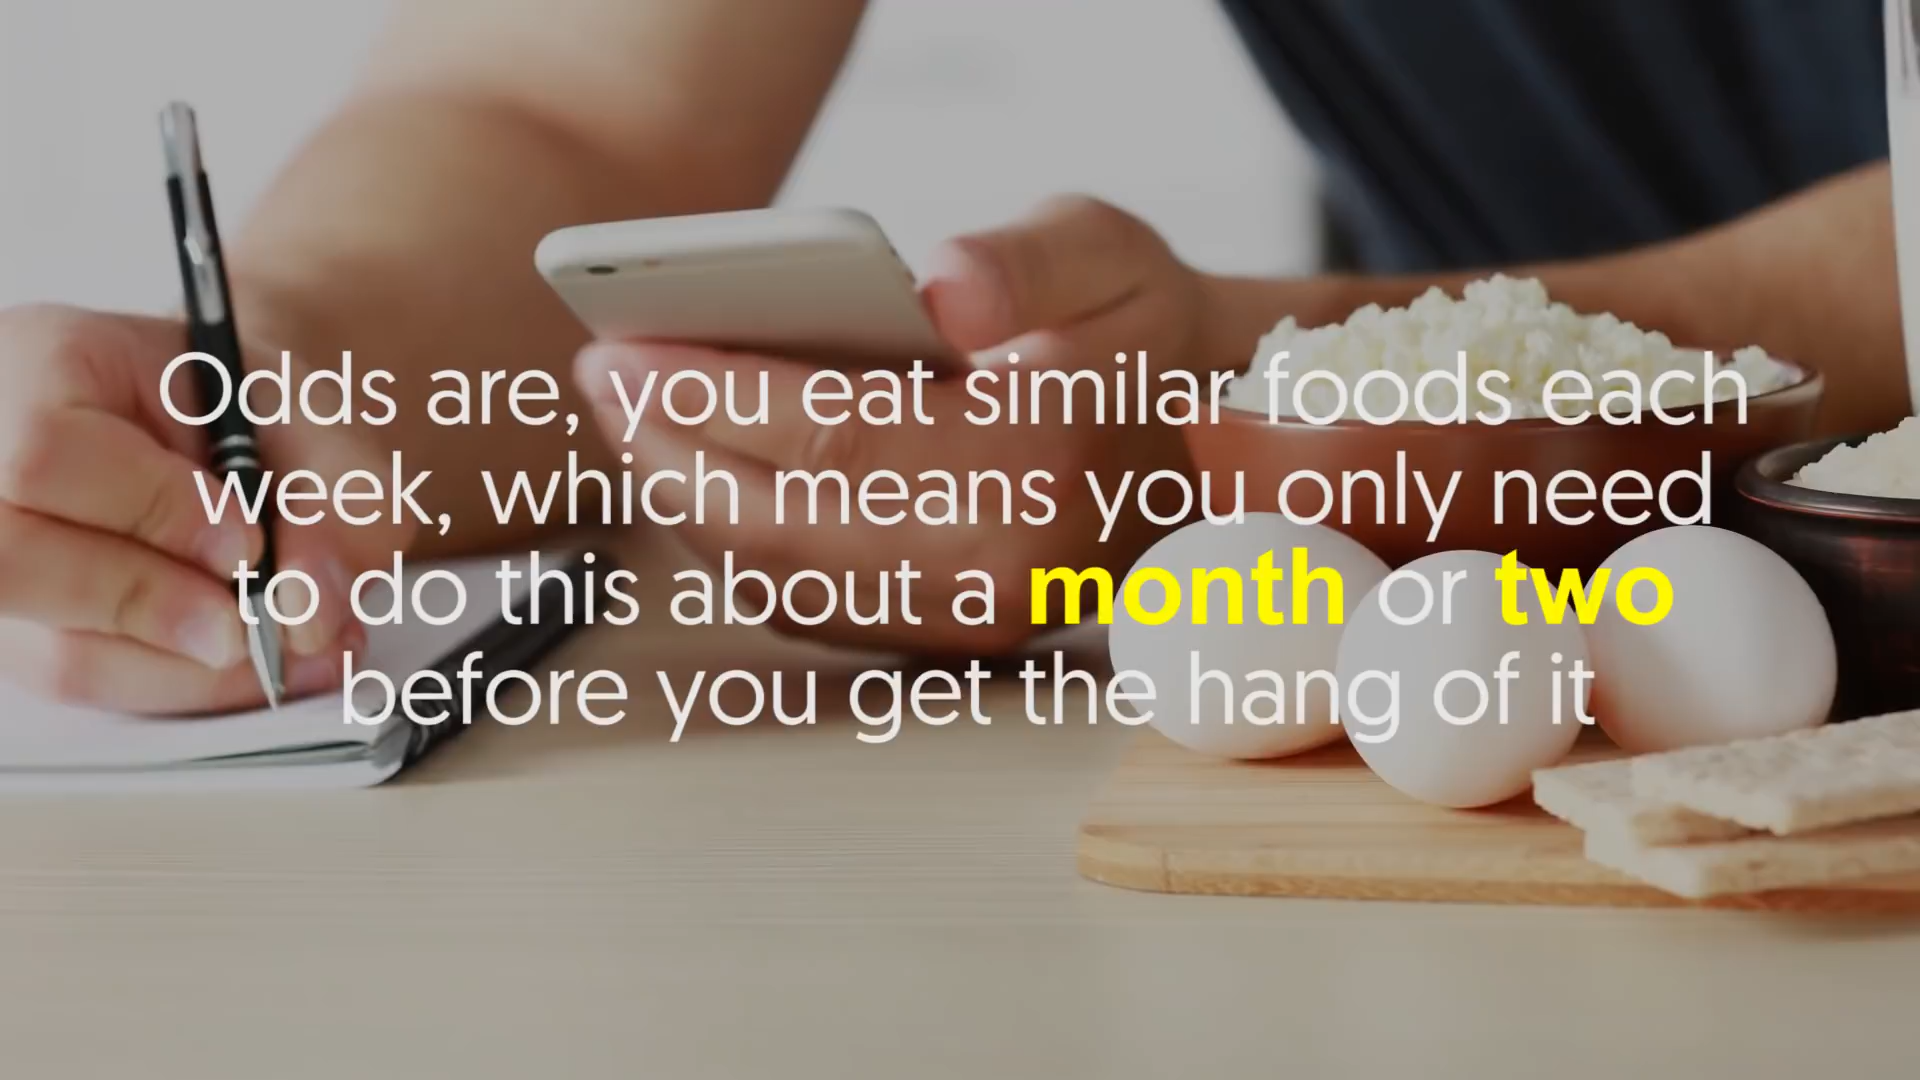 Odds are, you eat similar foods each
week, which means you only need
to do this about a month or two
before you get the hang of it